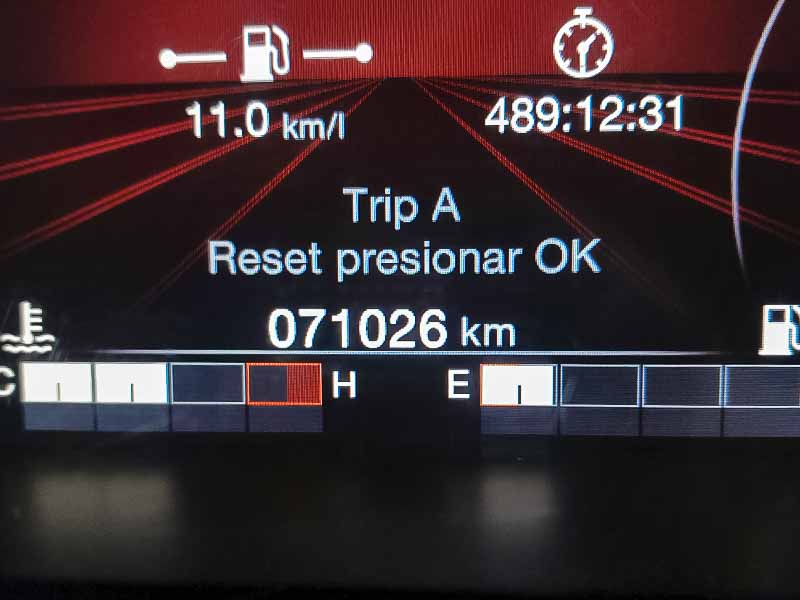 11.0 km/l
489:12:31
Trip A
Reset presionar OK
071026 km
C H E